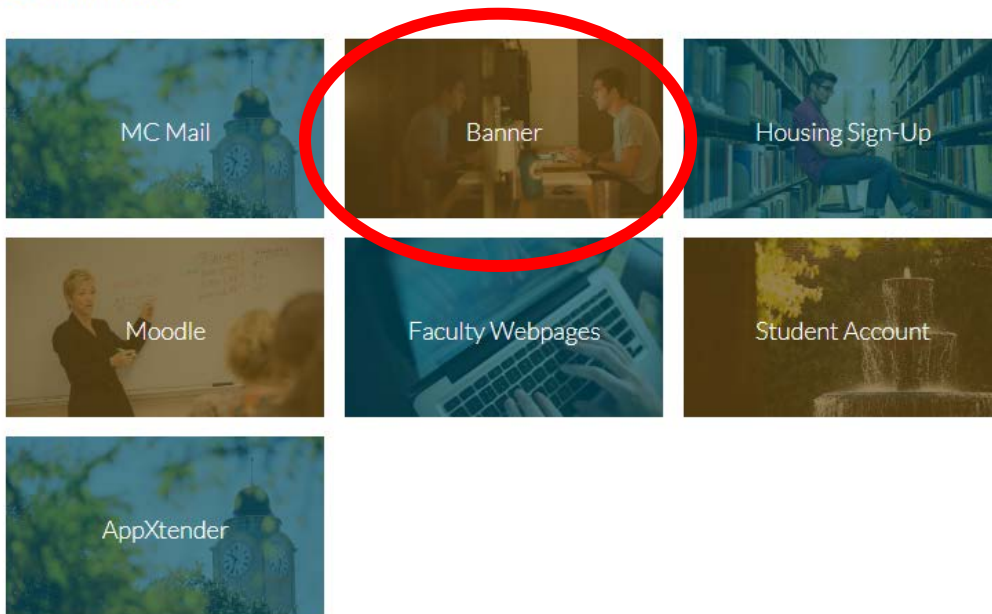 MC Mail
Banner
Housing Sign-Up
Moodle
Faculty Webpages
Student Account
AppXtender